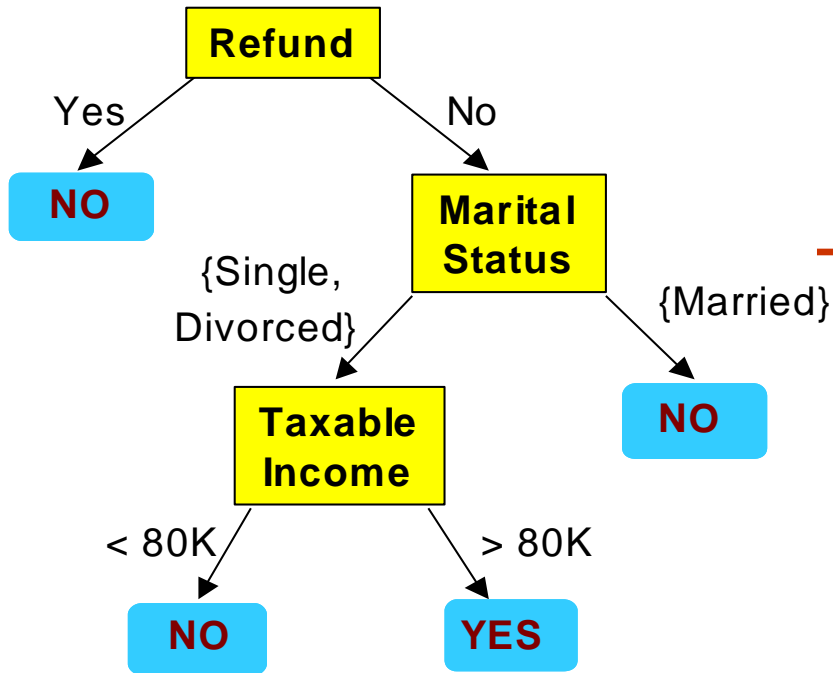 Refund
Yes
No
NO
Marital
Status
{Single,
Divorced}
{Married}
Taxable
Income
NO
< 80K
> 80K
NO
YES